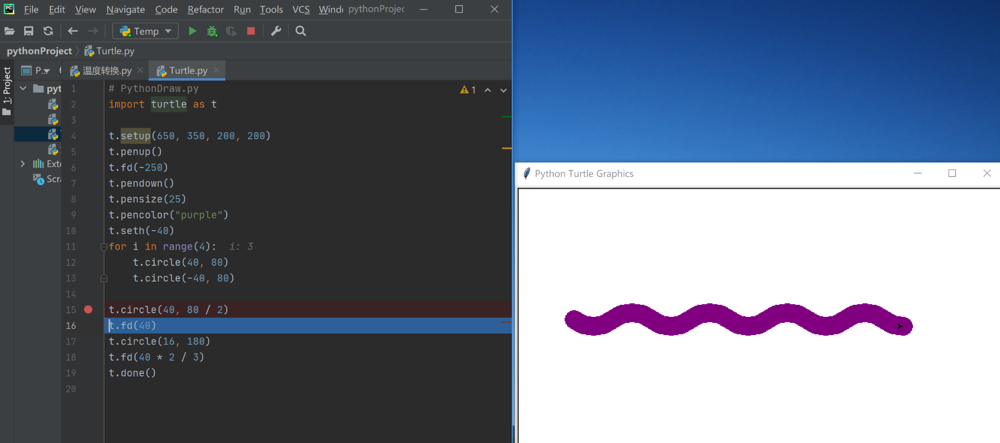 PC File Edit View Navigate Code Refactor Run Tools VCS Windo pythonProjec
Temp
pythonProject Turtle.py
1: Project
P.. 温度转换.py Turtle.py
pyt
Exte
Scra
1 # PythonDraw.py
2 import turtle as t
3
4 t.setup(650, 350, 200, 200)
5 t.penup()
6 t.fd(-250)
7 t.pendown()
8 t.pensize(25)
9 t.pencolor("purple")
10 t.seth(-40)
11 for i in range(4): i: 3
12 t.circle(40, 80)
13 t.circle(-40, 80)
14
15 t.circle(40, 80 / 2)
16 t.fd(40)
17 t.circle(16, 180)
18 t.fd(40 * 2 / 3)
19 t.done()
20
1
Python Turtle Graphics